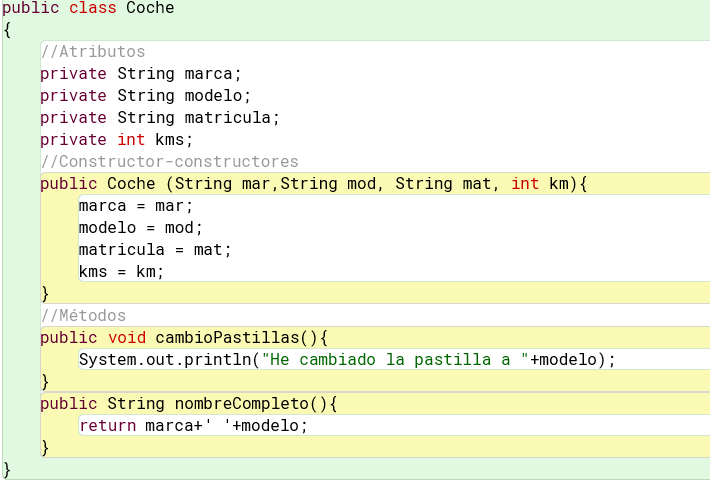 public class Coche
{
//Atributos
private String marca;
private String modelo;
private String matricula;
private int kms;
//Constructor-constructores
public Coche (String mar,String mod, String mat, int km){
marca = mar;
modelo = mod;
matricula = mat;
kms = km;
}
//Métodos
public void cambioPastillas(){
System.out.println("He cambiado la pastilla a "+modelo);
}
public String nombreCompleto(){
return marca+' '+modelo;
}
}